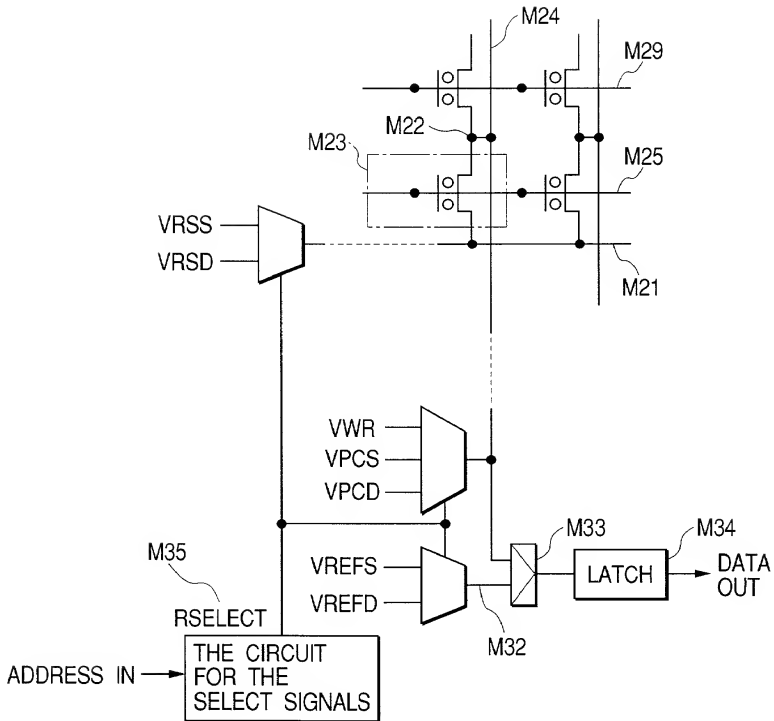 M24
M29
M22
M23
M25
VRSS
VRSD
M21
VWR
VPCS
VPCD
M33
M34
M35
VREFS
LATCH
DATA
OUT
VREFD
RSELECT
M32
ADDRESS IN
THE CIRCUIT
FOR THE
SELECT SIGNALS